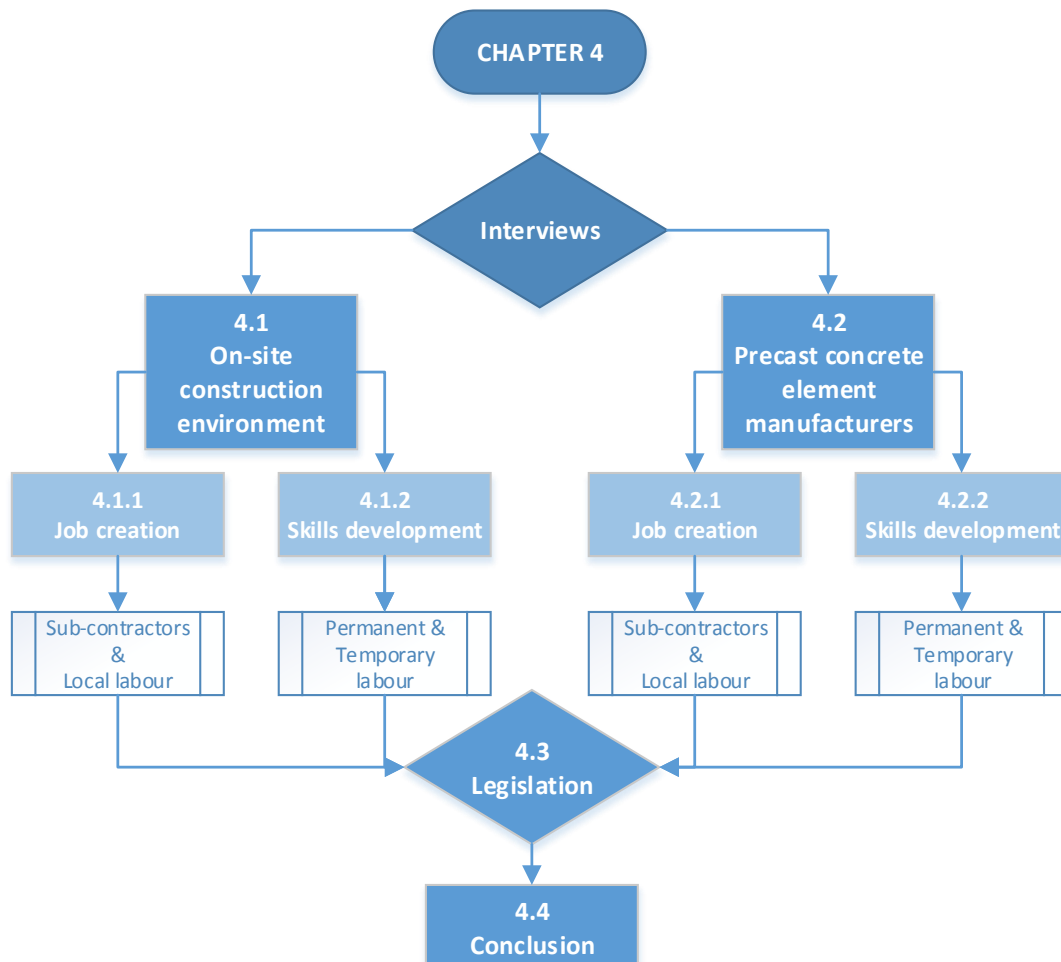 CHAPTER 4
Interviews
4.1
On-site
construction
environment
4.2
Precast concrete
element
manufacturers
4.1.1
Job creation
4.1.2
Skills development
4.2.1
Job creation
4.2.2
Skills development
Sub-contractors
&
Local labour
Permanent &
Temporary
labour
Sub-contractors
&
Local labour
Permanent &
Temporary
labour
4.3
Legislation
4.4
Conclusion